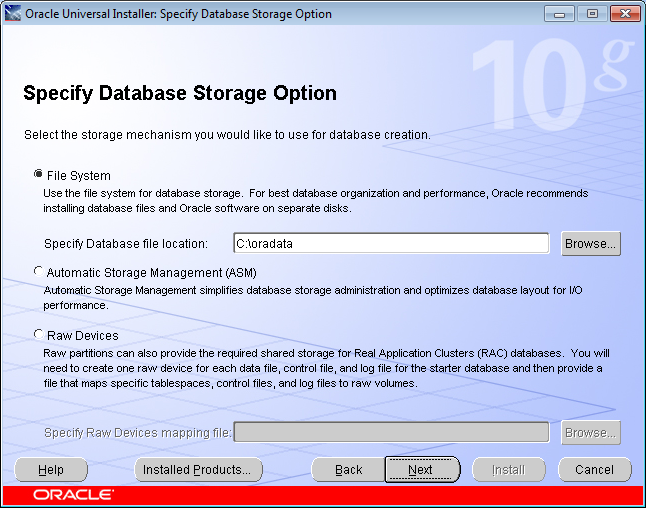 Oracle Universal Installer: Specify Database Storage Option
10g
Specify Database Storage Option
Select the storage mechanism you would like to use for database creation.
File System
Use the file system for database storage. For best database organization and performance, Oracle recommends
installing database files and Oracle software on separate disks.
Specify Database file location: C:\oradata Browse...
Automatic Storage Management (ASM)
Automatic Storage Management simplifies database storage administration and optimizes database layout for I/O
performance.
Raw Devices
Raw partitions can also provide the required shared storage for Real Application Clusters (RAC) databases. You will
need to create one raw device for each data file, control file, and log file for the starter database and then provide a
file that maps specific tablespaces, control files, and log files to raw volumes.
Specify Raw Devices mapping file: Browse...
Help Installed Products... Back Next Install Cancel
ORACLE